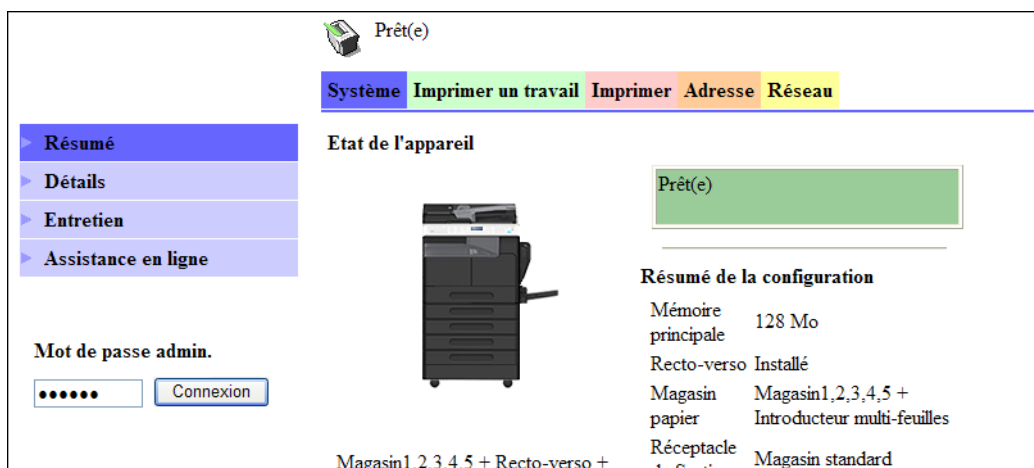 Prêt(e)
Système Imprimer un travail Imprimer Adresse Réseau
Résumé
Détails
Entretien
Assistance en ligne
Mot de passe admin.
••••••
Connexion
Etat de l'appareil
Prêt(e)
Résumé de la configuration
Mémoire
principale
128 Mo
Recto-verso Installé
Magasin
papier
Magasin1,2,3,4,5 +
Introducteur multi-feuilles
Réceptacle
Magasin standard
Magasin1,2,3,4,5 + Recto-verso +